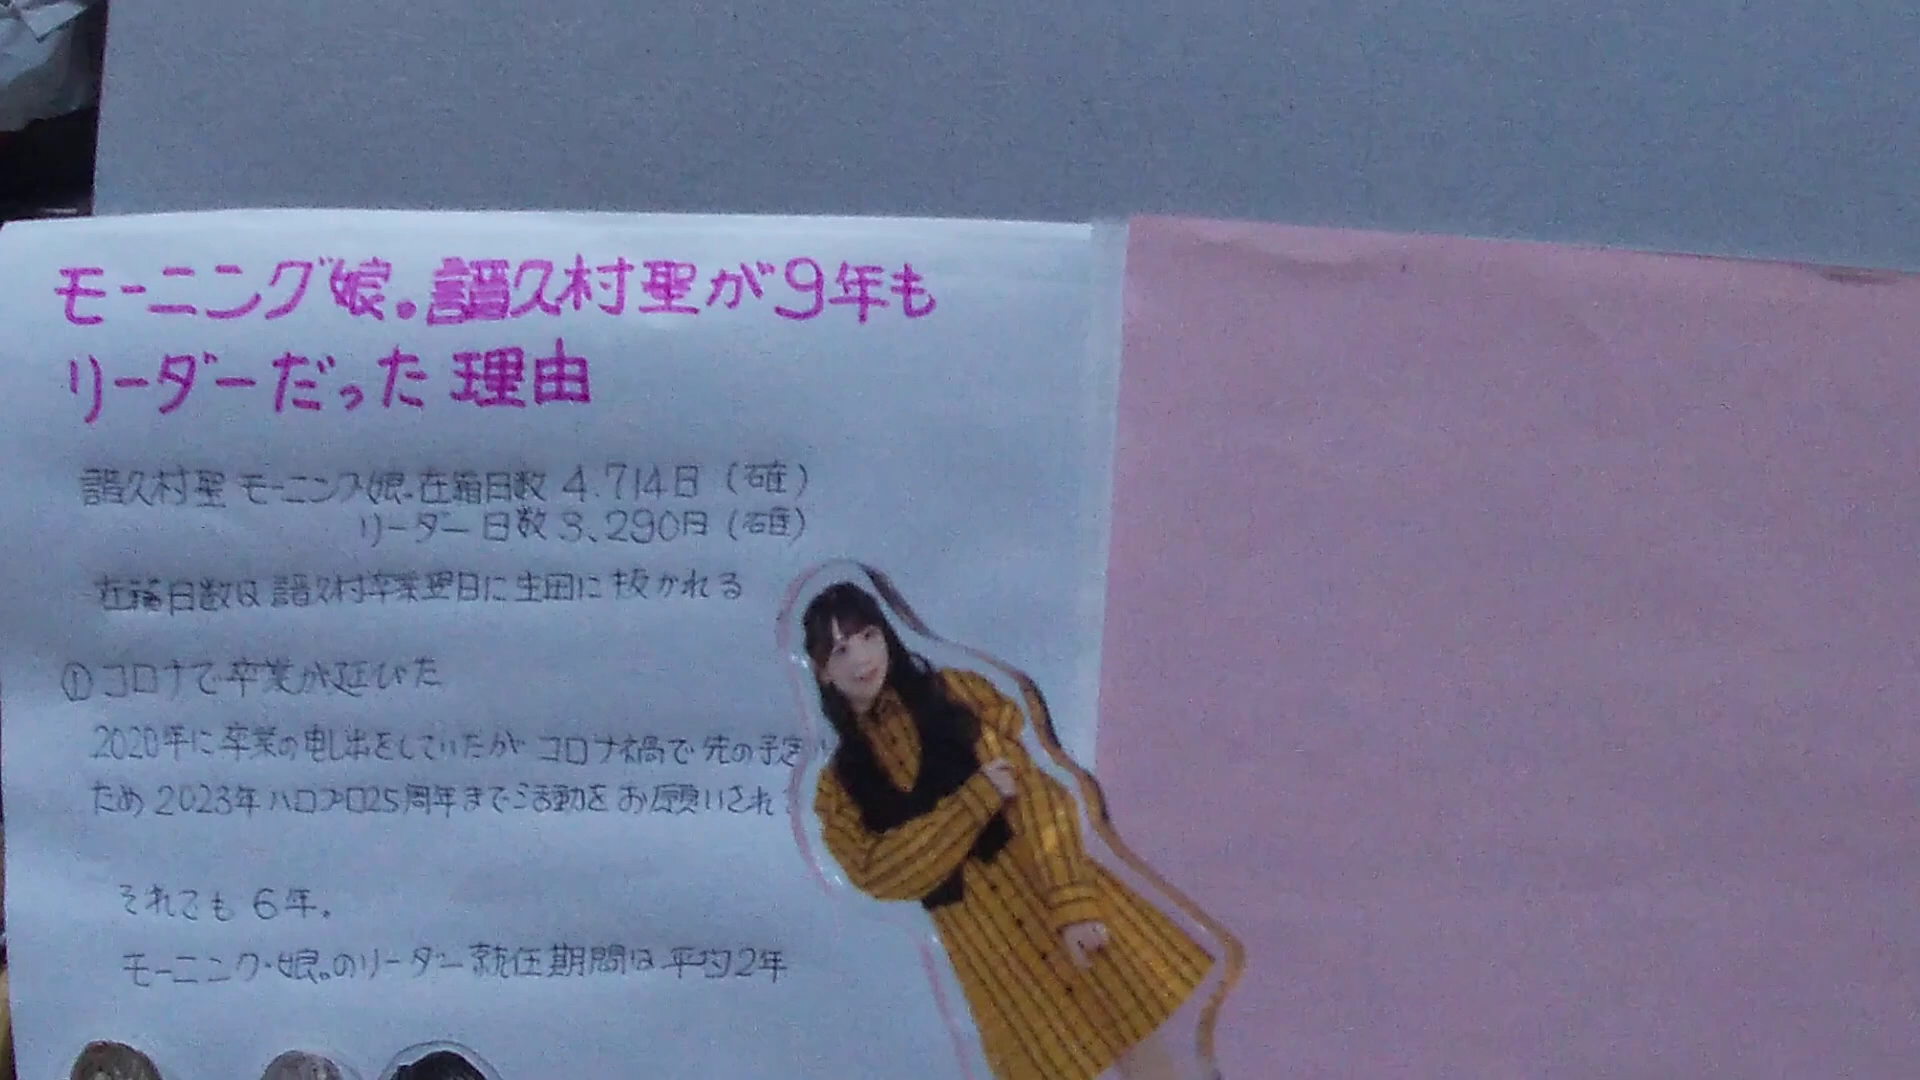 モーニング娘。譜久村聖が9年も
リーダーだった理由
譜久村聖 モーニング娘。在籍日数 4.714日（確）
リーダー日数 3.290日（確）
在籍日数は譜久村卒業翌日に生田に抜かれる
①コロナで卒業が延びた
2020年に卒業の申し出をしていたがコロナ禍で先の予定
ため2023年ハロプロ25周年まで活動をお願いされ
それでも6年。
モーニング娘。のリーダー就任期間は平均2年